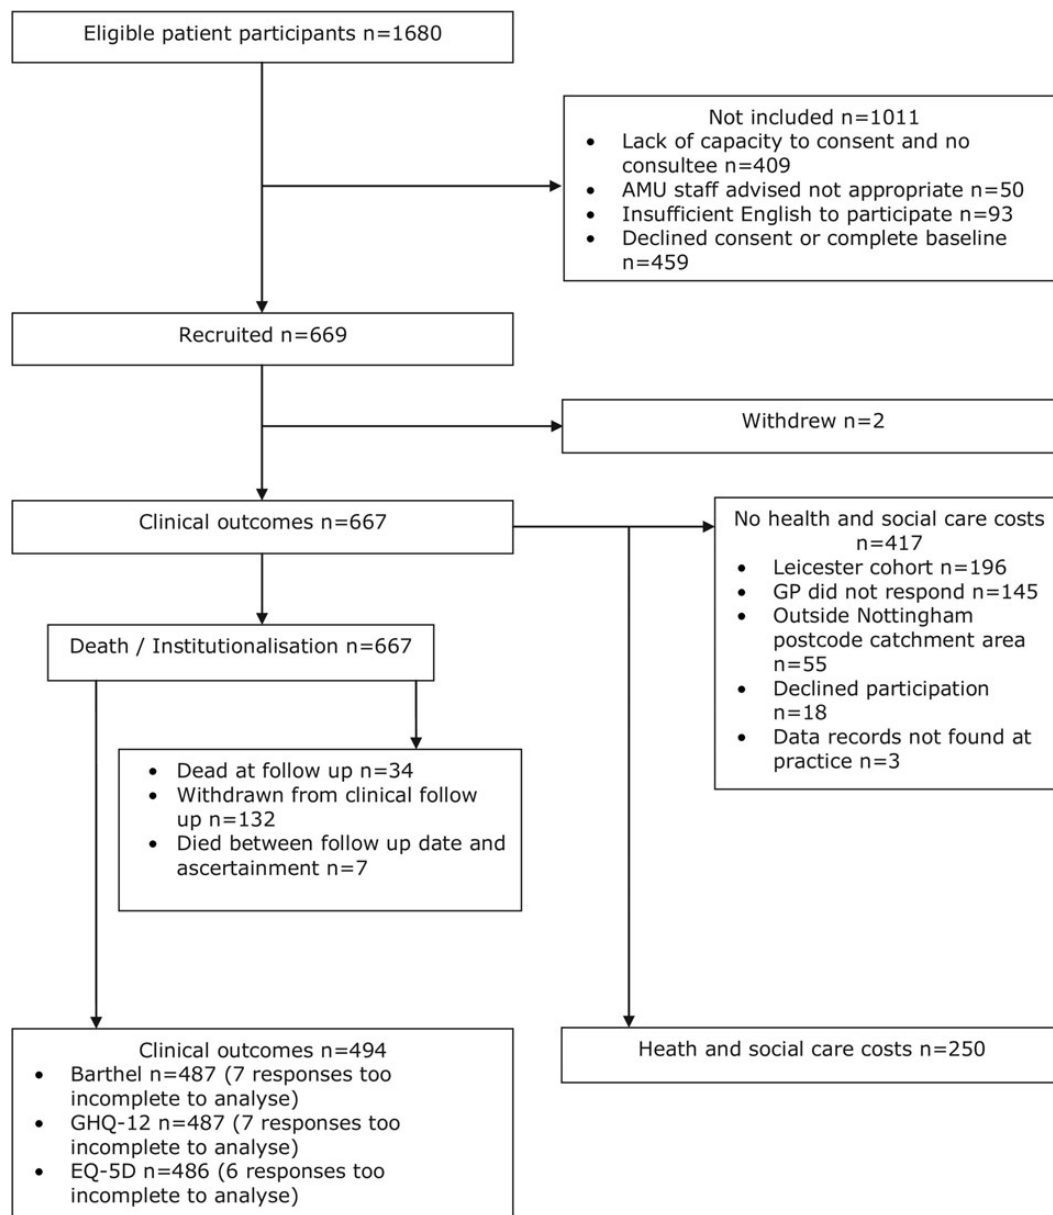 Eligible patient participants n=1680
Not included n=1011
• Lack of capacity to consent and no
consultee n=409
• AMU staff advised not appropriate n=50
• Insufficient English to participate n=93
• Declined consent or complete baseline
n=459
Recruited n=669
Withdrew n=2
Clinical outcomes n=667
No health and social care costs
n=417
• Leicester cohort n=196
• GP did not respond n=145
• Outside Nottingham
postcode catchment area
n=55
• Declined participation
n=18
• Data records not found at
practice n=3
Death / Institutionalisation n=667
• Dead at follow up n=34
• Withdrawn from clinical follow
up n=132
• Died between follow up date and
ascertainment n=7
Clinical outcomes n=494
• Barthel n=487 (7 responses too
incomplete to analyse)
• GHQ-12 n=487 (7 responses too
incomplete to analyse)
• EQ-5D n=486 (6 responses too
incomplete to analyse)
Heath and social care costs n=250